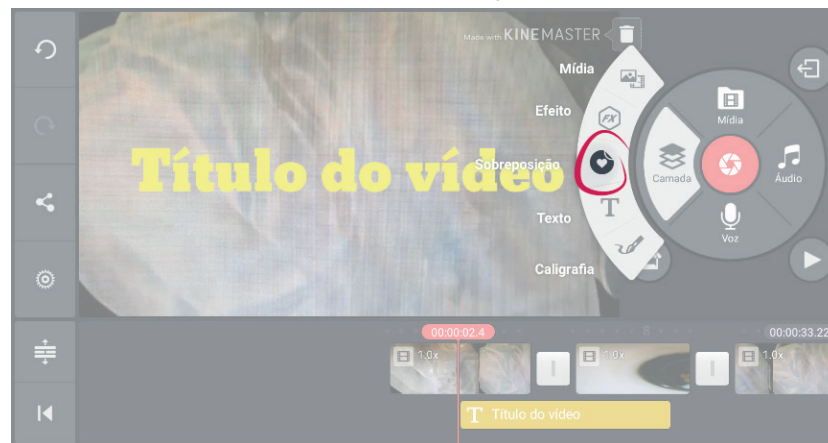 Made with KINEMASTER
Mídia
Efeito
Sobreposição
Texto
Caligrafia
Mídia
Camada
Áudio
Voz
Título do vídeo
00:00:02.4
8
00:00:33.22
1.0x
1.0x
1.0x
T Título do vídeo